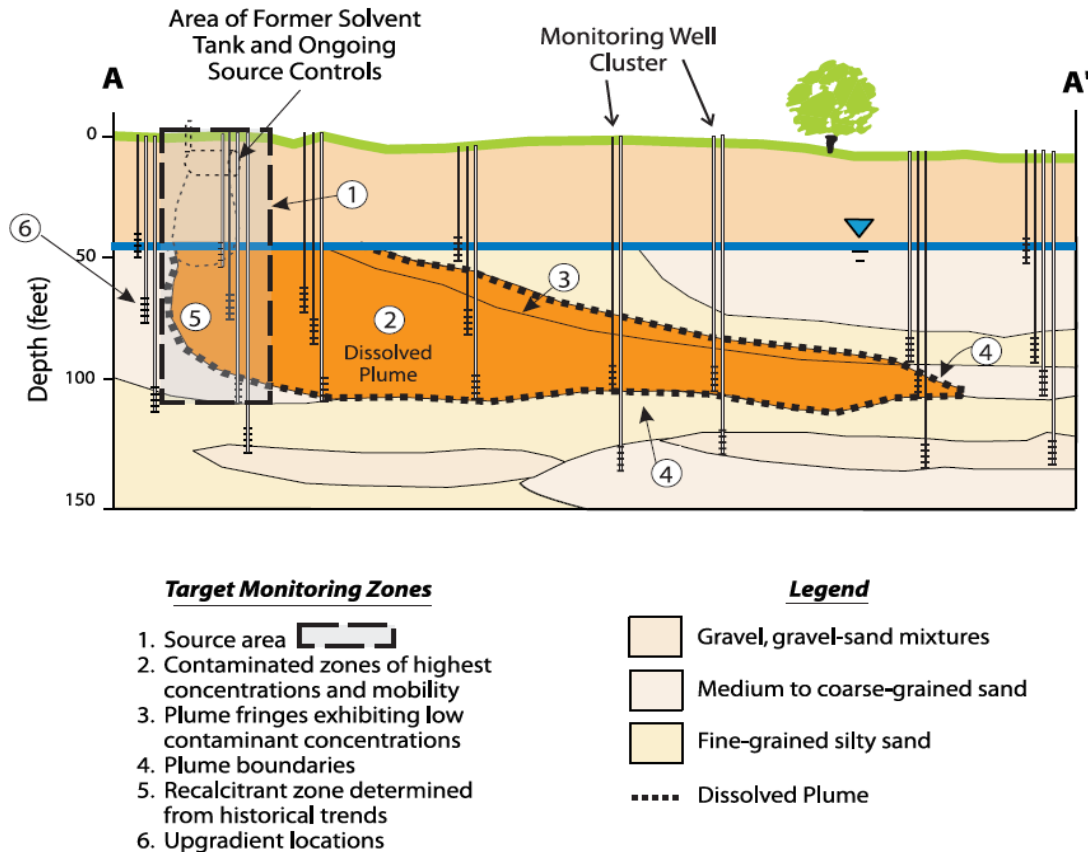 Area of Former Solvent
Tank and Ongoing
Source Controls
Monitoring Well
Cluster
A
A'
0
50
100
150
Depth (feet)
1
6
3
2
5
Dissolved
Plume
4
4
Target Monitoring Zones
1. Source area
2. Contaminated zones of highest
concentrations and mobility
3. Plume fringes exhibiting low
contaminant concentrations
4. Plume boundaries
5. Recalcitrant zone determined
from historical trends
6. Upgradient locations
Legend
Gravel, gravel-sand mixtures
Medium to coarse-grained sand
Fine-grained silty sand
Dissolved Plume